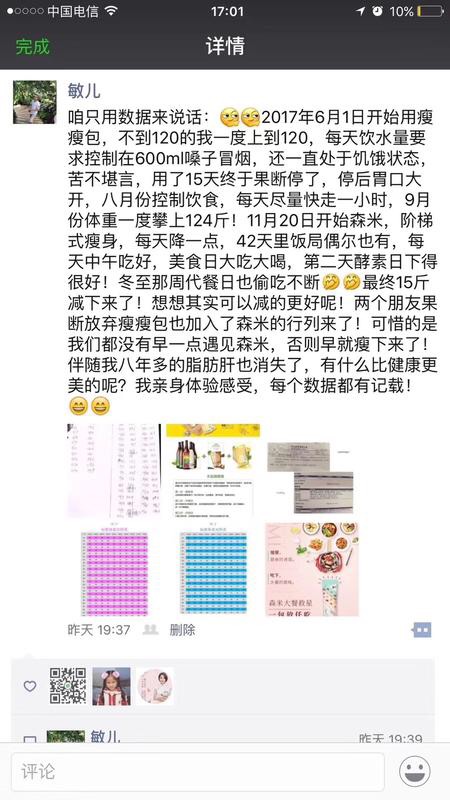 中国电信
17:01
10%
完成
详情
敏儿
咱只用数据来说话：2017年6月1日开始用瘦
瘦包，不到120的我一度上到120，每天饮水量要
求控制在600ml嗓子冒烟，还一直处于饥饿状态，
苦不堪言，用了15天终于果断停了，停后胃口大
开，八月份控制饮食，每天尽量快走一小时，9月
份体重一度攀上124斤！11月20日开始森米，阶梯
式瘦身，每天降一点，42天里饭局偶尔也有，每
天中午吃好，美食日大吃大喝，第二天酵素日下得
很好！冬至那周代餐日也偷吃不断最终15斤
减下来了！想想其实可以减的更好呢！两个朋友果
断放弃瘦瘦包也加入了森米的行列来了！可惜的是
我们都没有早一点遇见森米，否则早就瘦下来了！
伴随我八年多的脂肪肝也消失了，有什么比健康更
美的呢？我亲身体验感受，每个数据都有记载！
森米大餐救星
一包放任吃
昨天 19:37
删除
敏儿
昨天 19:39
评论